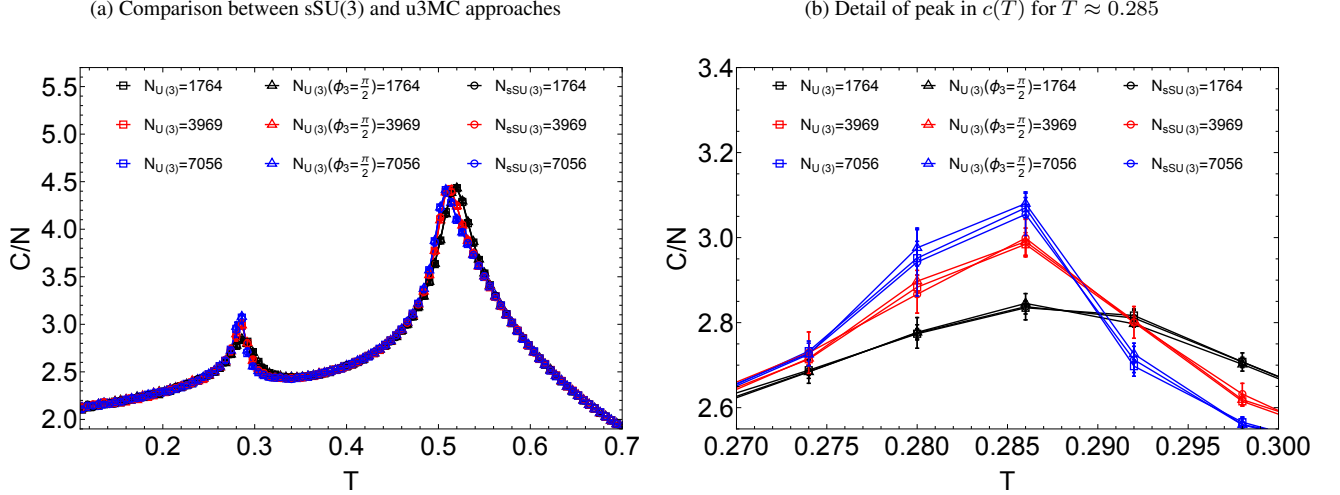 (a) Comparison between sSU(3) and u3MC approaches
C/N
5.5
5.0
4.5
4.0
3.5
3.0
2.5
2.0
N_U(3)=1764 N_U(3)(ϕ_3=π/2)=1764 N_sSU(3)=1764
N_U(3)=3969 N_U(3)(ϕ_3=π/2)=3969 N_sSU(3)=3969
N_U(3)=7056 N_U(3)(ϕ_3=π/2)=7056 N_sSU(3)=7056
0.2 0.3 0.4 0.5 0.6 0.7
T
(b) Detail of peak in c(T) for T ≈ 0.285
C/N
3.4
3.2
3.0
2.8
2.6
N_U(3)=1764 N_U(3)(ϕ_3=π/2)=1764 N_sSU(3)=1764
N_U(3)=3969 N_U(3)(ϕ_3=π/2)=3969 N_sSU(3)=3969
N_U(3)=7056 N_U(3)(ϕ_3=π/2)=7056 N_sSU(3)=7056
0.270 0.275 0.280 0.285 0.290 0.295 0.300
T